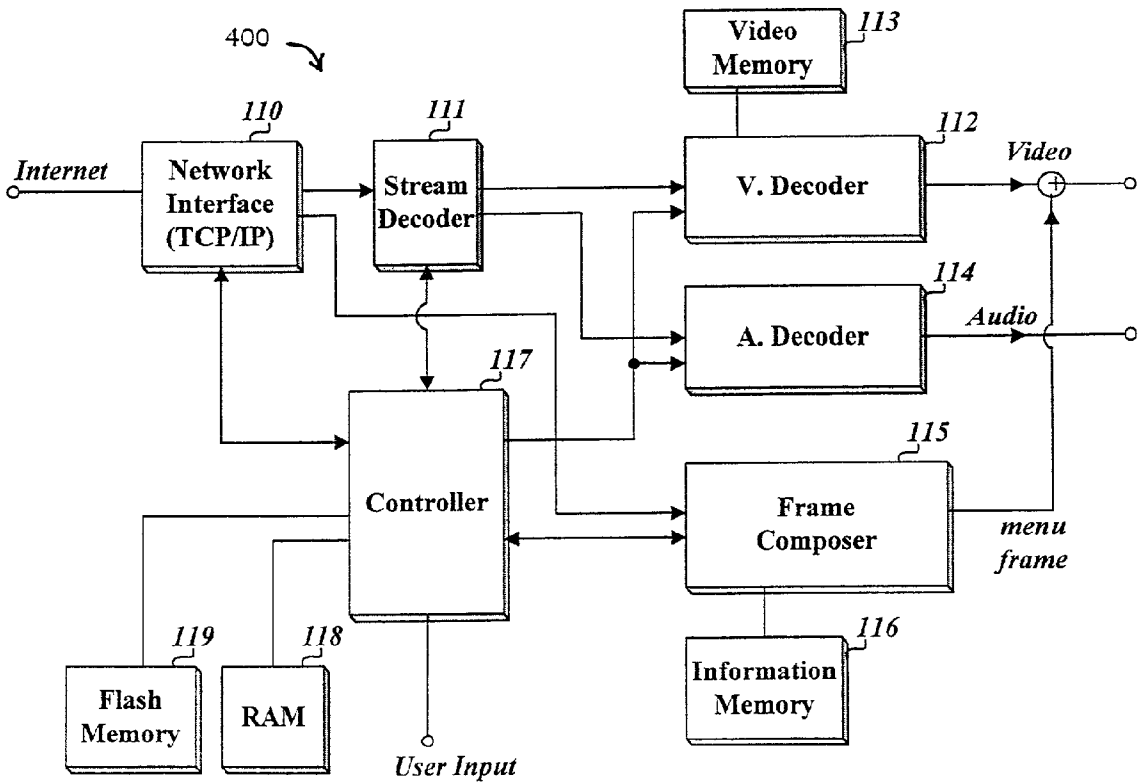 400
113
Video
Memory
110
111
112
Internet
Network
Interface
(TCP/IP)
Stream
Decoder
V. Decoder
Video
+
114
A. Decoder
Audio
117
Controller
115
Frame
Composer
menu
frame
119
118
116
Flash
Memory
RAM
Information
Memory
User Input